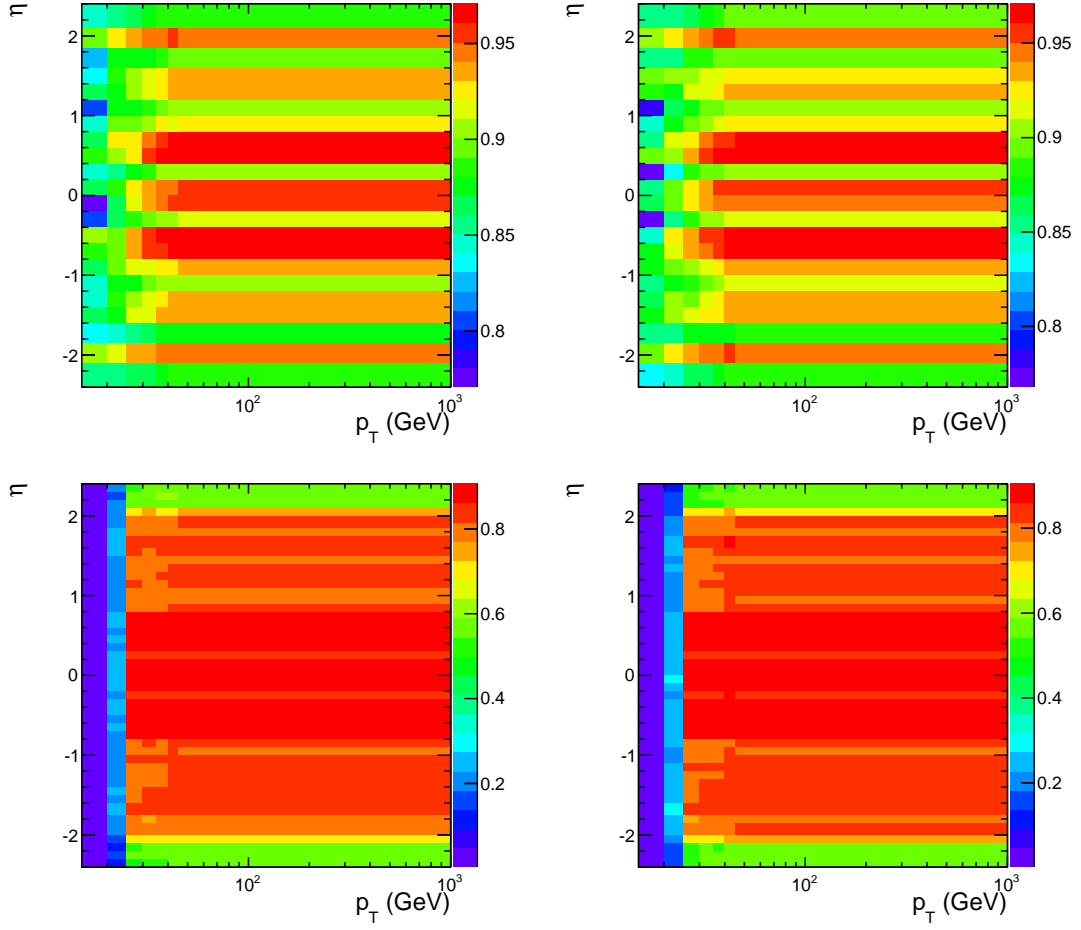 η η
2 0.95 2 0.95
1 0.9 1 0.9
0 0
0.85 0.85
-1 -1
0.8 0.8
-2 -2
10² 10³ 10² 10³
p_T (GeV) p_T (GeV)
η η
2 0.8 2 0.8
1 0.6 1 0.6
0 0
0.4 0.4
-1 -1
0.2 0.2
-2 -2
10² 10³ 10² 10³
p_T (GeV) p_T (GeV)